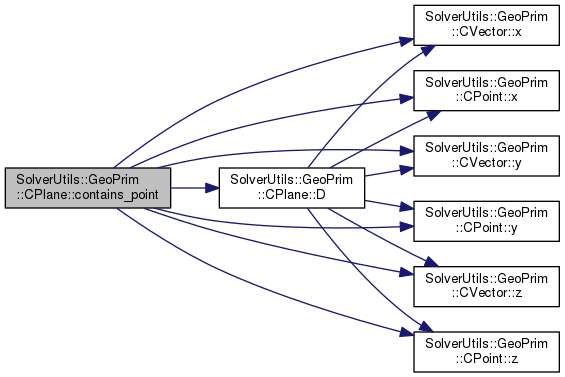 SolverUtils::GeoPrim
::CPlane::contains_point
SolverUtils::GeoPrim
::CPlane::D
SolverUtils::GeoPrim
::CVector::x
SolverUtils::GeoPrim
::CPoint::x
SolverUtils::GeoPrim
::CVector::y
SolverUtils::GeoPrim
::CPoint::y
SolverUtils::GeoPrim
::CVector::z
SolverUtils::GeoPrim
::CPoint::z